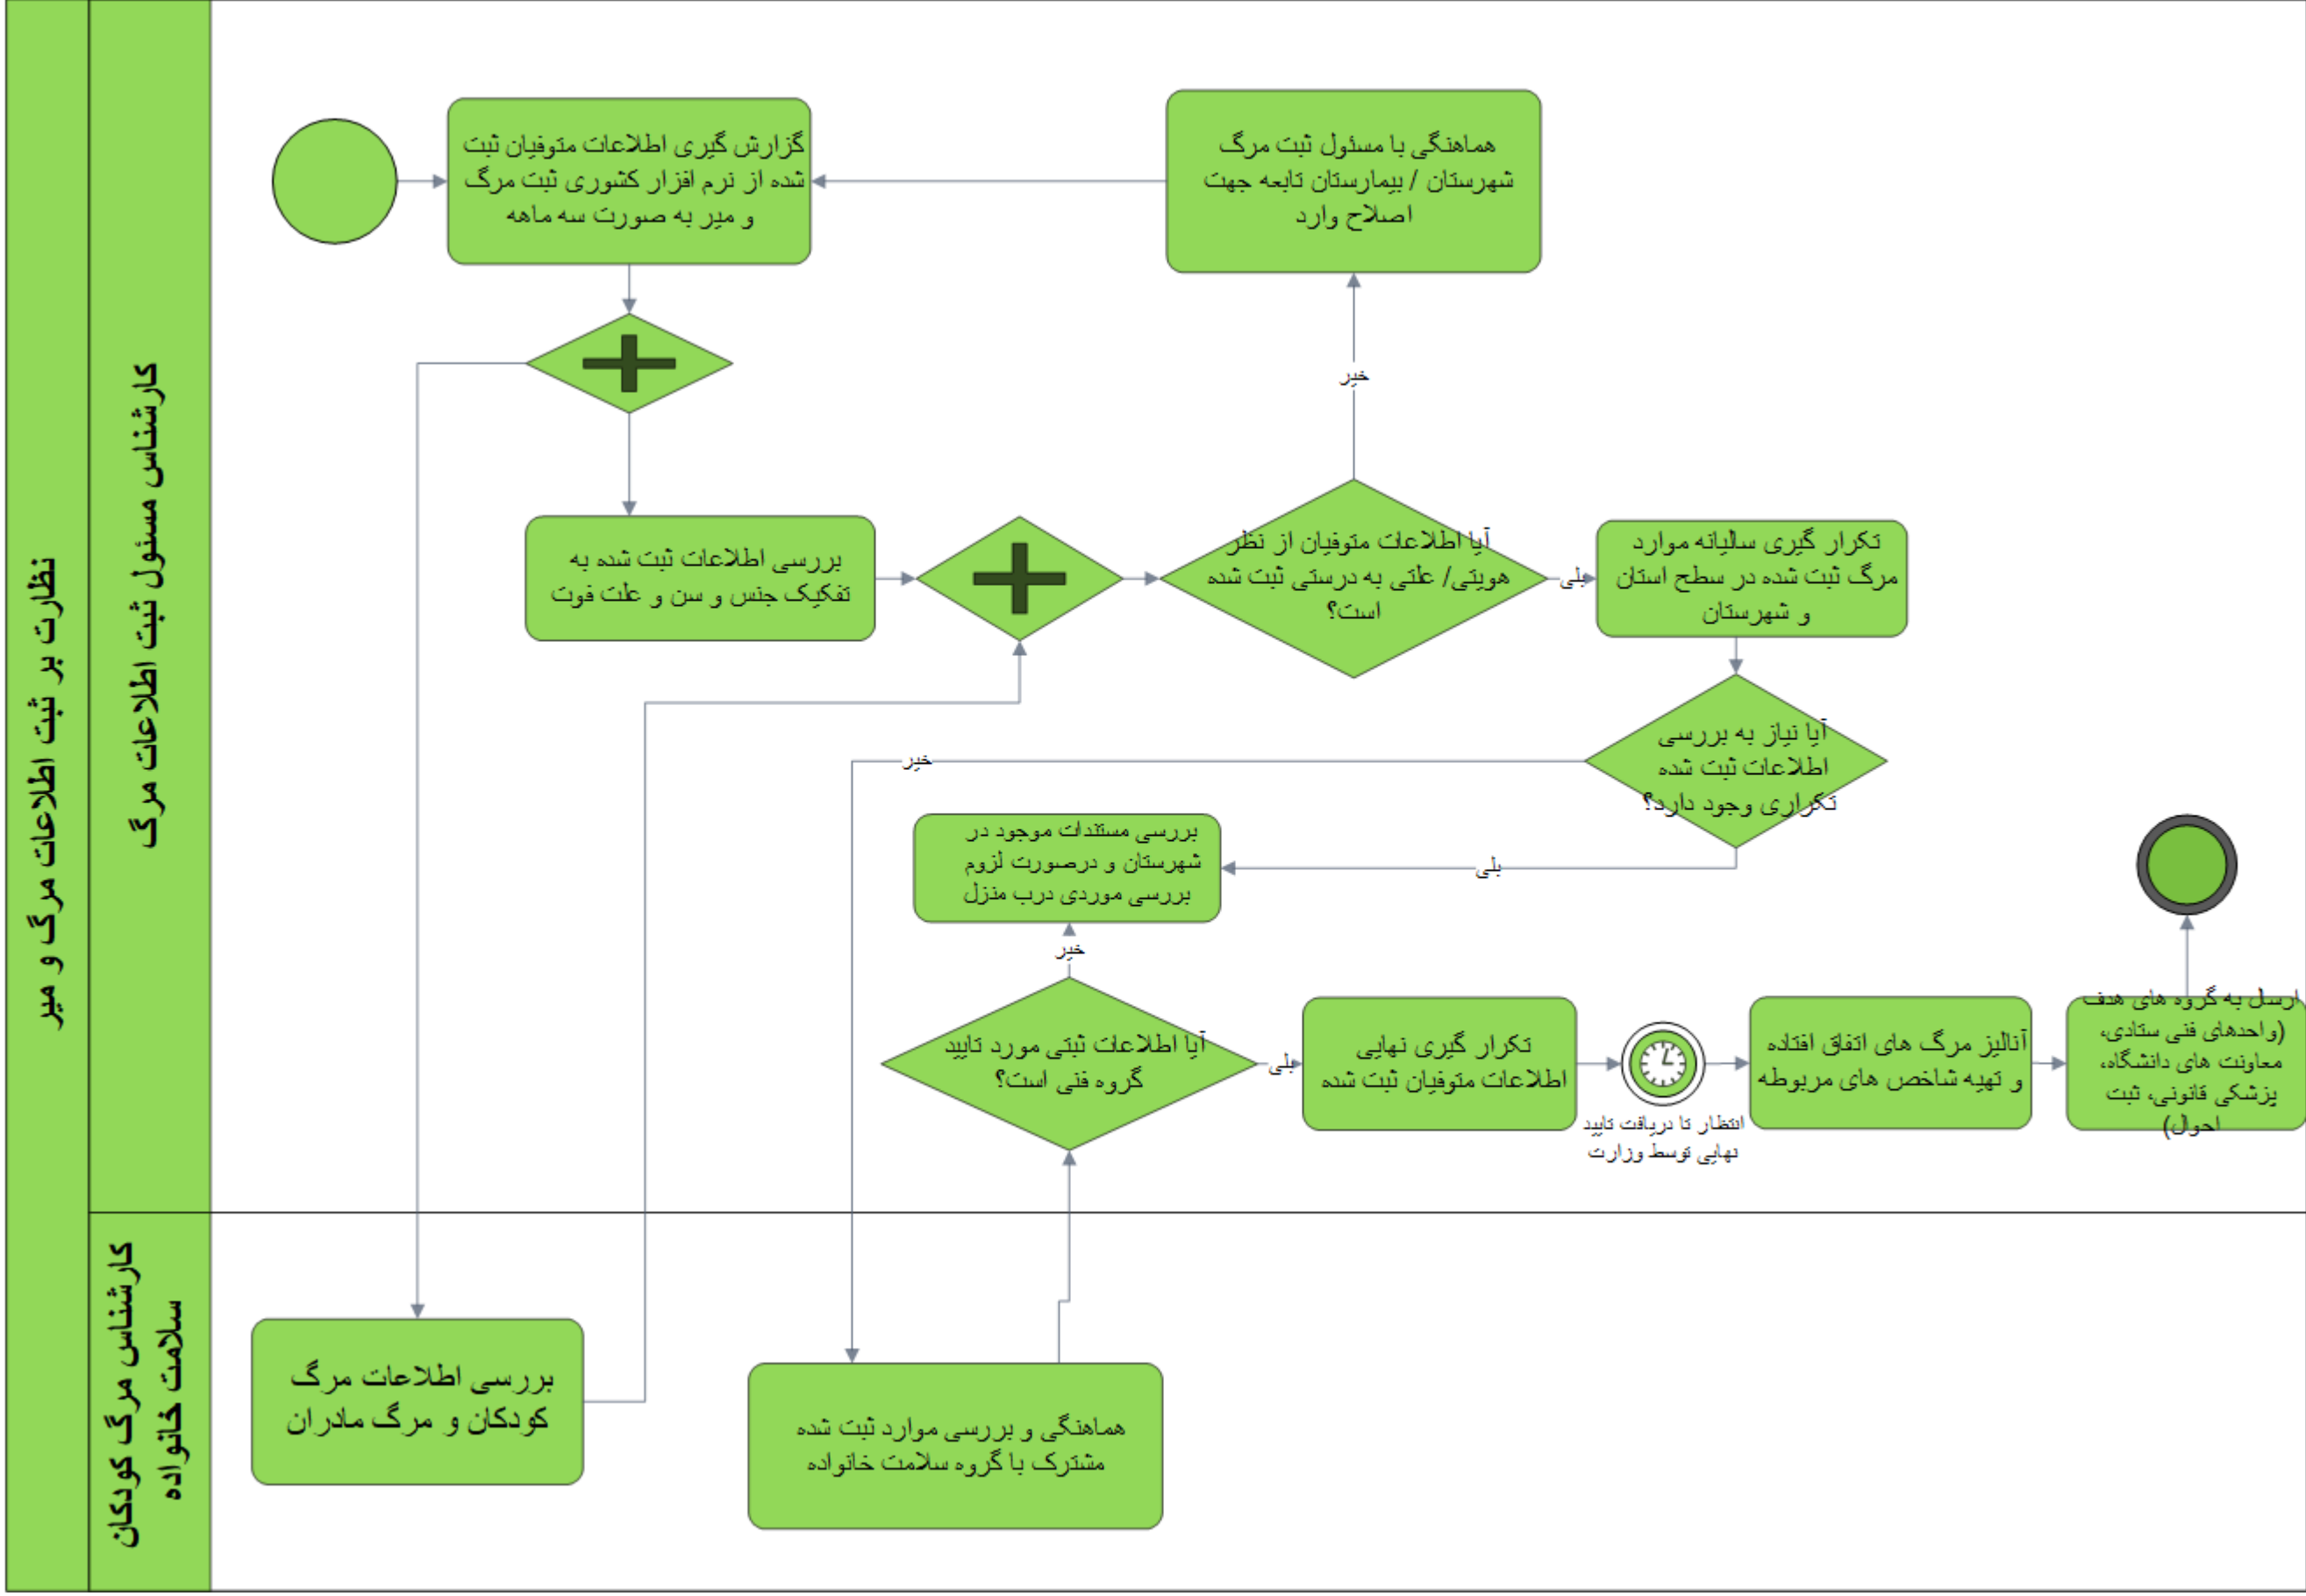 نظارت بر ثبت اطلاعات مرگ و میر
کارشناس مسئول ثبت اطلاعات مرگ
گزارش گیری اطلاعات متوفیان ثبت
شده از نرم افزار کشوری ثبت مرگ
و میر به صورت سه ماهه
هماهنگی با مسئول ثبت مرگ
شهرستان / بیمارستان تابعه جهت
اصلاح وارد
خیر
بررسی اطلاعات ثبت شده به
تفکیک جنس و سن و علت فوت
آیا اطلاعات متوفیان از نظر
هویتی/ علتی به درستی ثبت شده
است؟
بلی
تکرار گیری سالیانه موارد
مرگ ثبت شده در سطح استان
و شهرستان
آیا نیاز به بررسی
اطلاعات ثبت شده
تکراری وجود دارد؟
خیر
بلی
بررسی مستندات موجود در
شهرستان و درصورت لزوم
بررسی موردی درب منزل
خیر
آیا اطلاعات ثبتی مورد تایید
گروه فنی است؟
بلی
تکرار گیری نهایی
اطلاعات متوفیان ثبت شده
انتظار تا دریافت تایید
نهایی توسط وزارت
آنالیز مرگ های اتفاق افتاده
و تهیه شاخص های مربوطه
ارسال به گروه های هدف
(واحدهای فنی ستادی،
معاونت های دانشگاه،
پزشکی قانونی، ثبت
احوال)
کارشناس مرگ کودکان
سلامت خانواده
بررسی اطلاعات مرگ
کودکان و مرگ مادران
هماهنگی و بررسی موارد ثبت شده
مشترک با گروه سلامت خانواده